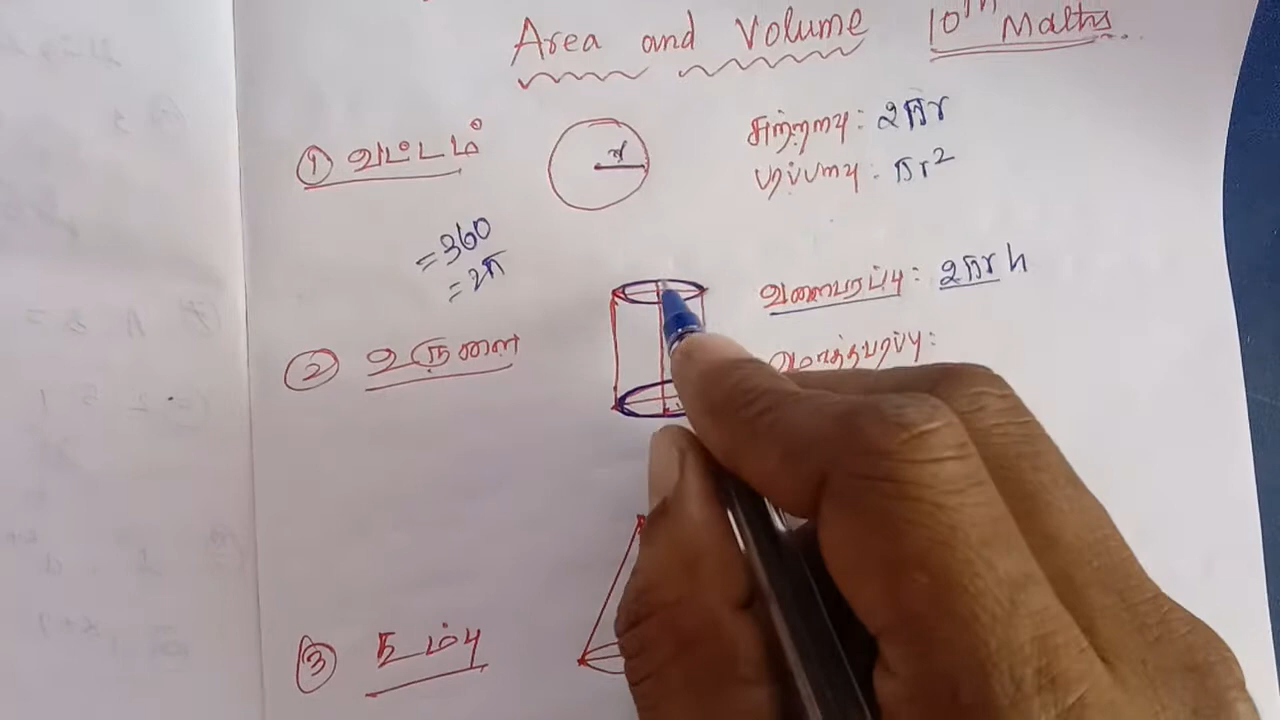 Area and Volume 10th Maths
① வட்டம்
சுற்றளவு: 2πr
பரப்பளவு: πr²
= 360
= 2π
வளைபரப்பு: 2πrh
② உருளை
மொத்தபரப்பு:
③ கூம்பு